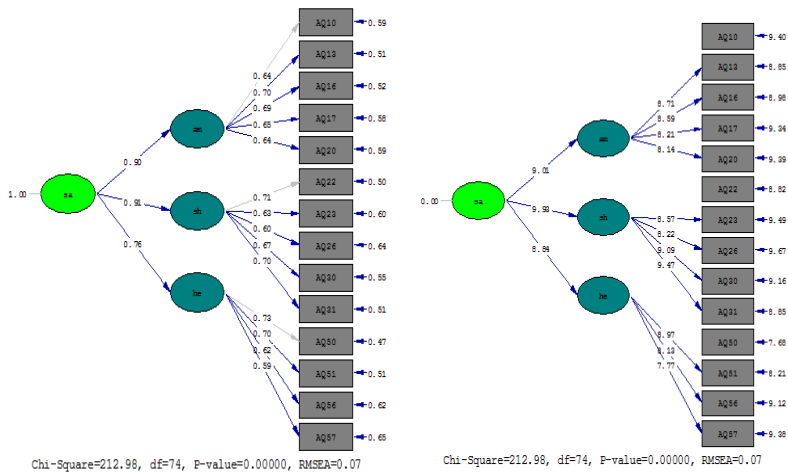 AQ10 0.59
0.64
AQ13 0.51
0.70
AQ16 0.52
0.69
AQ17 0.58
0.65
AQ20 0.59
0.64
0.90
AQ22 0.50
0.71
1.00 sa
0.91
sh
AQ23 0.60
0.63
AQ26 0.64
0.60
AQ30 0.55
0.67
AQ31 0.51
0.70
0.76
he
AQ50 0.47
0.73
AQ51 0.51
0.70
AQ56 0.62
0.62
AQ57 0.65
0.59
Chi-Square=212.98, df=74, P-value=0.00000, RMSEA=0.07
AQ10 9.40
AQ13 8.85
8.71
AQ16 8.98
8.59
AQ17 9.34
8.21
AQ20 9.39
8.14
9.01
AQ22 8.82
0.00 sa
9.93
sh
AQ23 9.49
8.57
AQ26 9.67
8.22
AQ30 9.16
9.09
AQ31 8.85
9.47
8.84
he
AQ50 7.68
AQ51 8.21
8.97
AQ56 9.12
8.13
AQ57 9.38
7.77
Chi-Square=212.98, df=74, P-value=0.00000, RMSEA=0.07